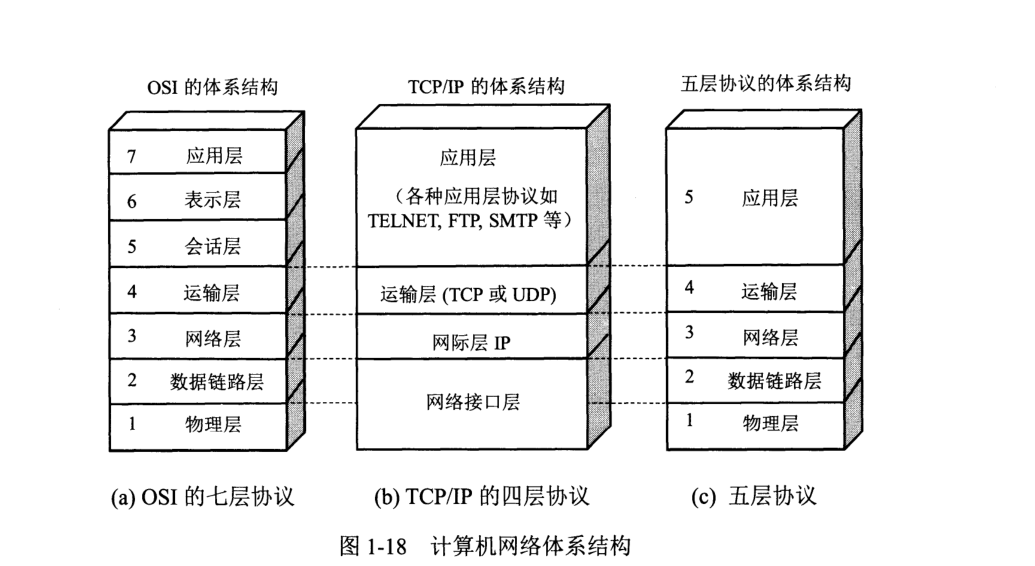 OSI 的体系结构
7 应用层
6 表示层
5 会话层
4 运输层
3 网络层
2 数据链路层
1 物理层
(a) OSI 的七层协议
TCP/IP 的体系结构
应用层
（各种应用层协议如
TELNET, FTP, SMTP 等）
运输层 (TCP 或 UDP)
网际层 IP
网络接口层
(b) TCP/IP 的四层协议
五层协议的体系结构
5 应用层
4 运输层
3 网络层
2 数据链路层
1 物理层
(c) 五层协议
图 1-18 计算机网络体系结构